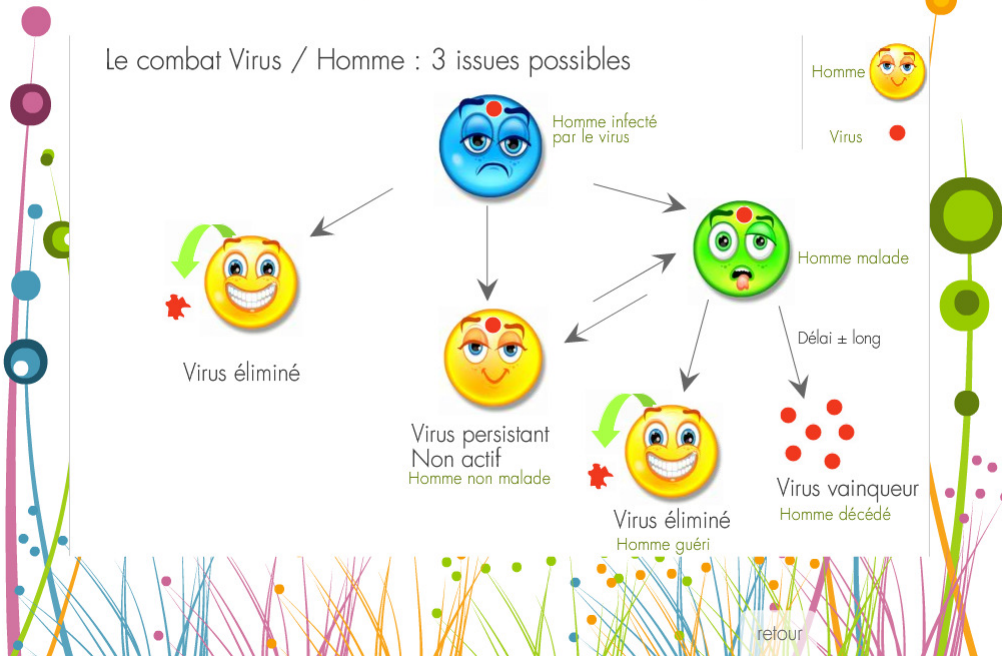 Le combat Virus / Homme : 3 issues possibles
Homme
Virus
Homme infecté
par le virus
Homme malade
Virus éliminé
Délai ± long
Virus persistant
Non actif
Homme non malade
Virus éliminé
Homme guéri
Virus vainqueur
Homme décédé
retour